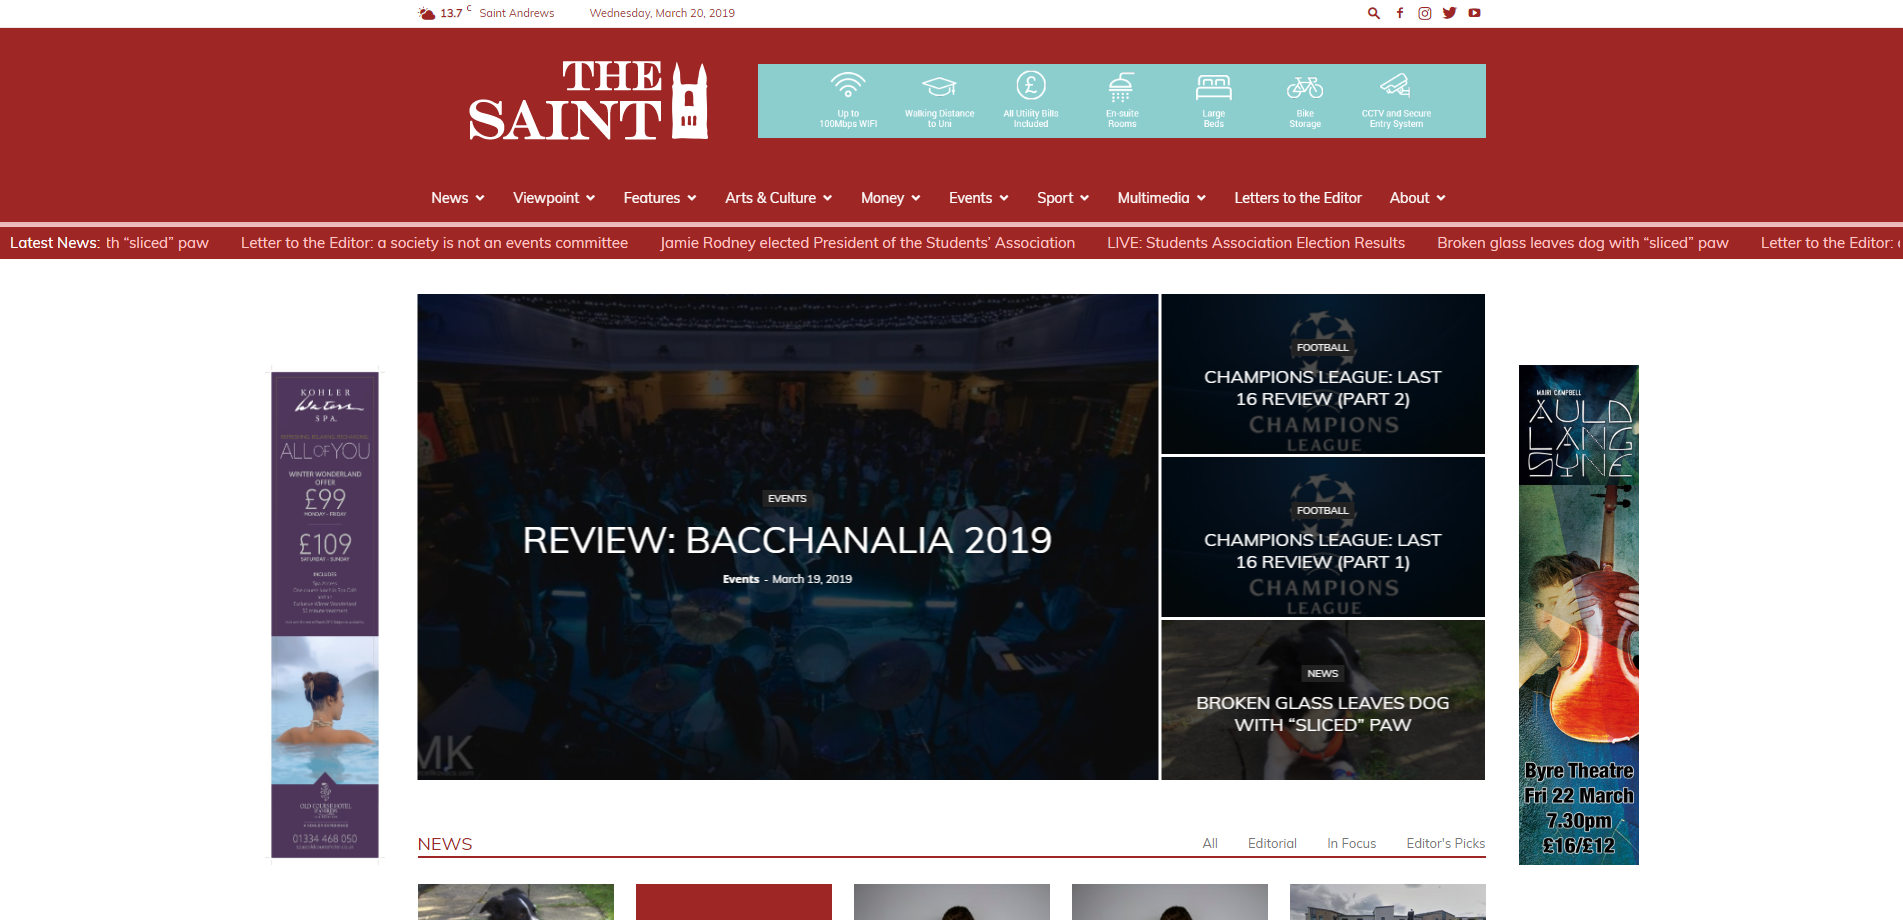 13.7 C Saint Andrews Wednesday, March 20, 2019
THE
SAINT
Up to
100Mbps WIFI
Walking Distance
to Uni
All Utility Bills
Included
En-suite
Rooms
Large
Beds
Bike
Storage
CCTV and Secure
Entry System
News Viewpoint Features Arts & Culture Money Events Sport Multimedia Letters to the Editor About
Latest News: th “sliced” paw Letter to the Editor: a society is not an events committee Jamie Rodney elected President of the Students’ Association LIVE: Students Association Election Results Broken glass leaves dog with “sliced” paw Letter to the Editor:
KOHLER
Waters
SPA
ALL OF YOU
WINTER WONDERLAND
OFFER
£99
MONDAY - FRIDAY
£109
SATURDAY - SUNDAY
INCLUDES
OLD COURSE HOTEL
01334 468 050
EVENTS
REVIEW: BACCHANALIA 2019
Events - March 19, 2019
MK
FOOTBALL
CHAMPIONS LEAGUE: LAST
16 REVIEW (PART 2)
CHAMPIONS
LEAGUE
FOOTBALL
CHAMPIONS LEAGUE: LAST
16 REVIEW (PART 1)
CHAMPIONS
LEAGUE
NEWS
BROKEN GLASS LEAVES DOG
WITH “SLICED” PAW
MAIRI CAMPBELL
AULD
LANG
SYNE
Byre Theatre
Fri 22 March
7.30pm
£16/£12
NEWS All Editorial In Focus Editor's Picks